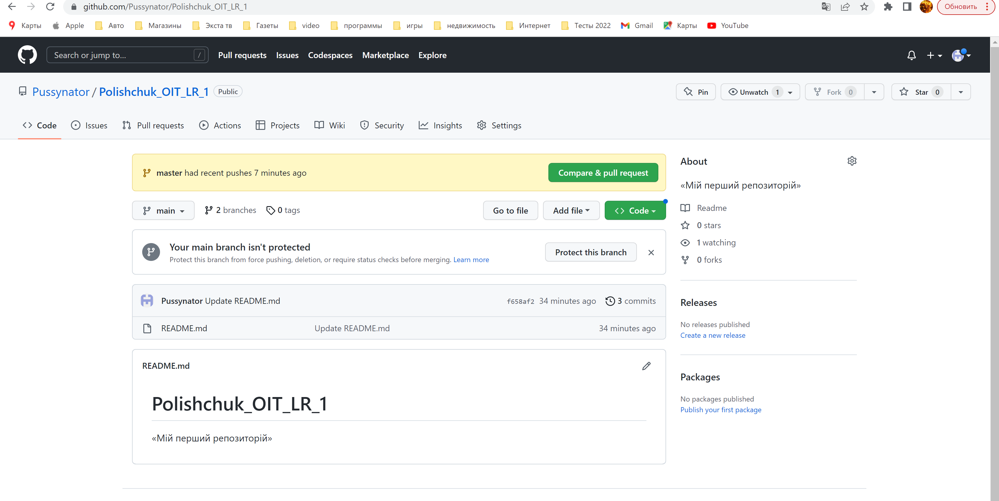 github.com/Pussynator/Polishchuk_OIT_LR_1
Обновить
Карты Apple Авто Магазины Экста тв Газеты video программы игры недвижимость Интернет Тесты 2022 Gmail Карты YouTube
Search or jump to... / Pull requests Issues Codespaces Marketplace Explore
Pussynator / Polishchuk_OIT_LR_1 Public
Pin Unwatch 1 Fork 0 Star 0
Code Issues Pull requests Actions Projects Wiki Security Insights Settings
master had recent pushes 7 minutes ago
Compare & pull request
main 2 branches 0 tags
Go to file Add file Code
Your main branch isn't protected
Protect this branch from force pushing, deletion, or require status checks before merging. Learn more
Protect this branch
Pussynator Update README.md f658af2 34 minutes ago 3 commits
README.md Update README.md 34 minutes ago
README.md
Polishchuk_OIT_LR_1
«Мій перший репозиторій»
About
«Мій перший репозиторій»
Readme
0 stars
1 watching
0 forks
Releases
No releases published
Create a new release
Packages
No packages published
Publish your first package